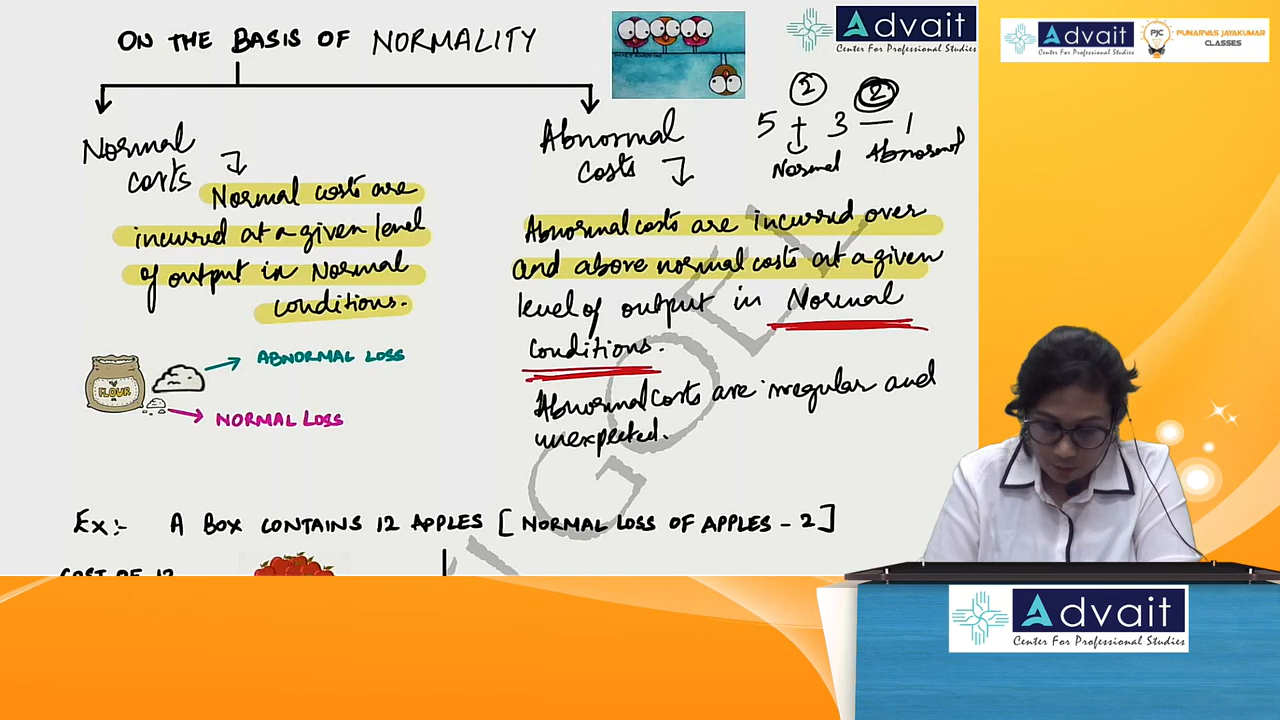 ON THE BASIS OF NORMALITY
Advait
Center For Professional Studies
Advait
Center For Professional Studies
PJC
PUNARVAS JAYAKUMAR
CLASSES
Normal
costs
Normal costs are
incurred at a given level
of output in Normal
conditions.
FLOUR
ABNORMAL LOSS
NORMAL LOSS
Abnormal
costs
2 2
5 + 3 — 1
Normal Abnormal
Abnormal costs are incurred over
and above normal costs at a given
level of output in Normal
Conditions.
Abnormal costs are irregular and
unexpected.
GOEL
Ex:- A BOX CONTAINS 12 APPLES [NORMAL LOSS OF APPLES - 2]
COST OF 12
Advait
Center For Professional Studies